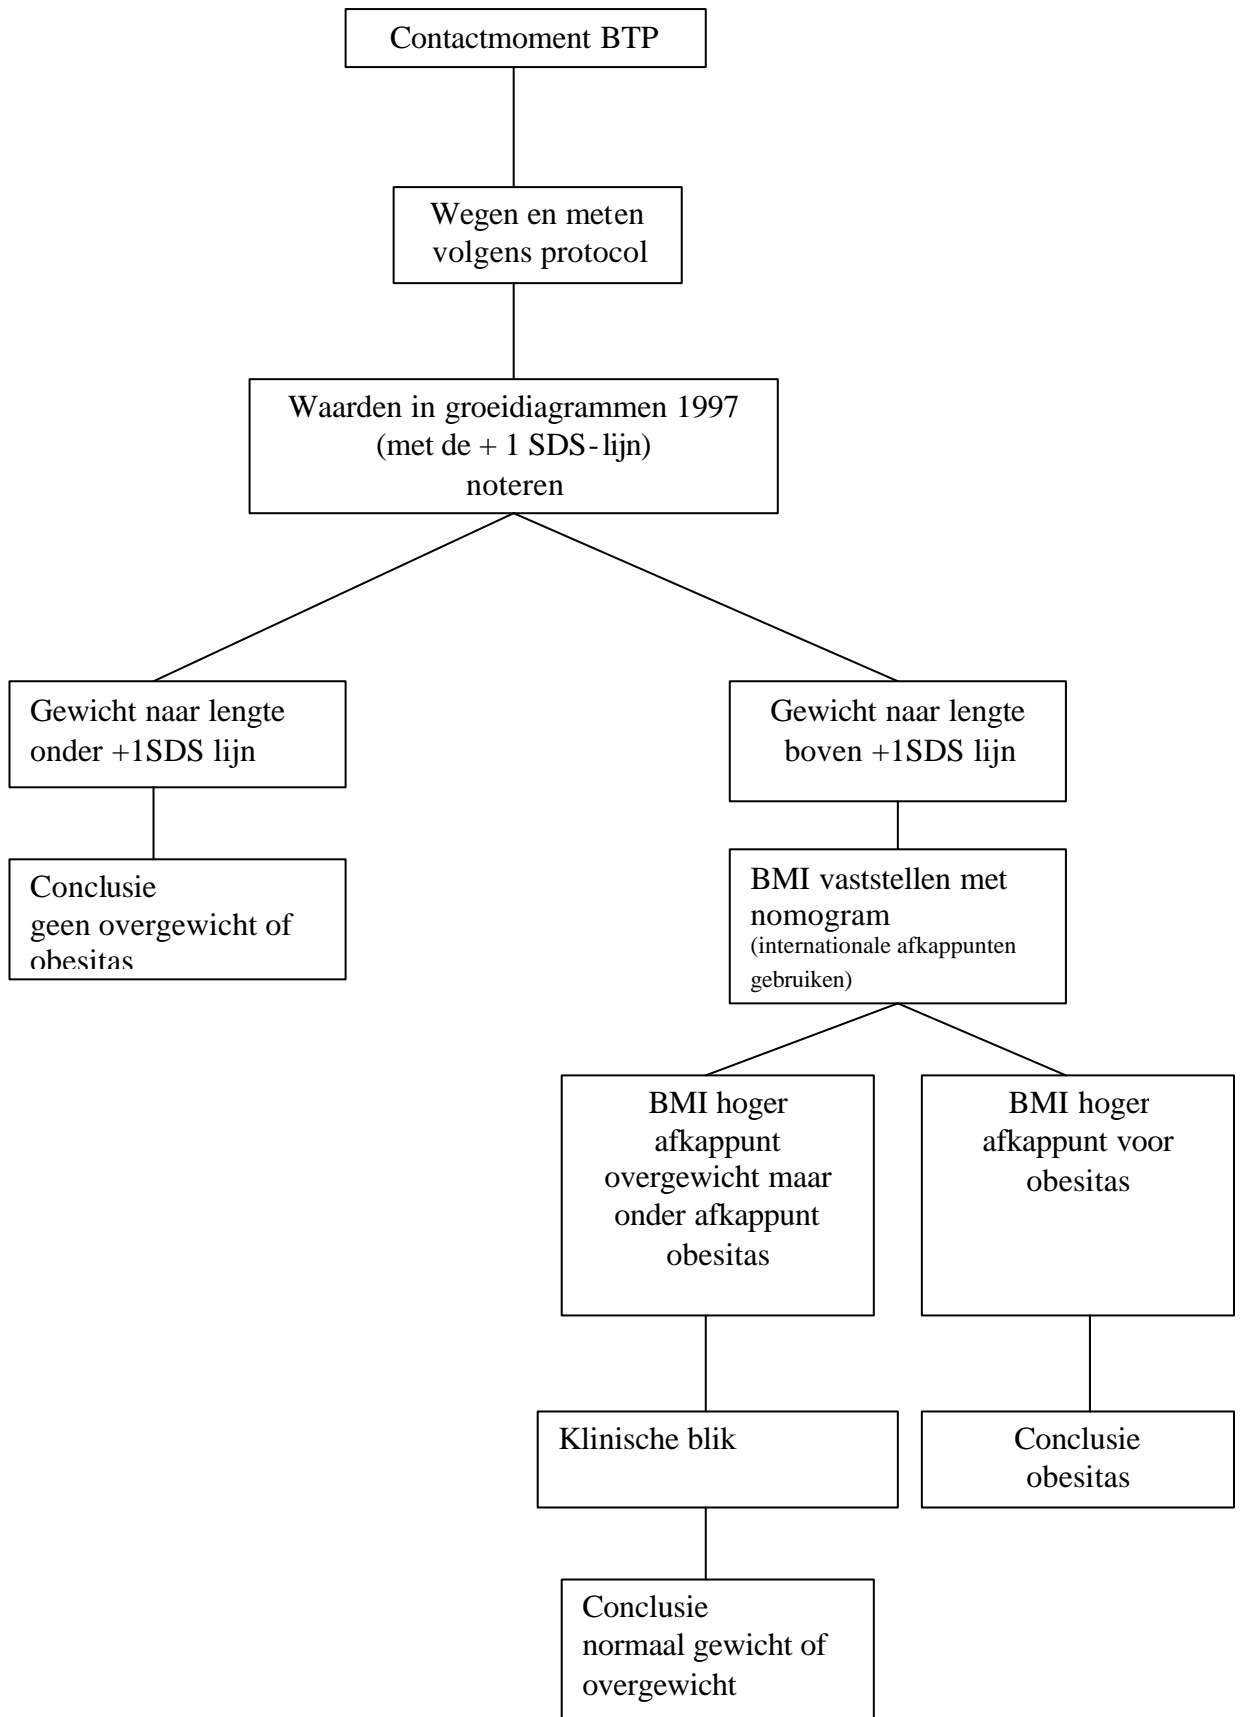 Contactmoment BTP
Wegen en meten
volgens protocol
Waarden in groeidiagrammen 1997
(met de + 1 SDS-lijn)
noteren
Gewicht naar lengte
onder +1SDS lijn
Gewicht naar lengte
boven +1SDS lijn
Conclusie
geen overgewicht of
obesitas
BMI vaststellen met
nomogram
(internationale afkappunten
gebruiken)
BMI hoger
afkappunt
overgewicht maar
onder afkappunt
obesitas
BMI hoger
afkappunt voor
obesitas
Klinische blik
Conclusie
obesitas
Conclusie
normaal gewicht of
overgewicht